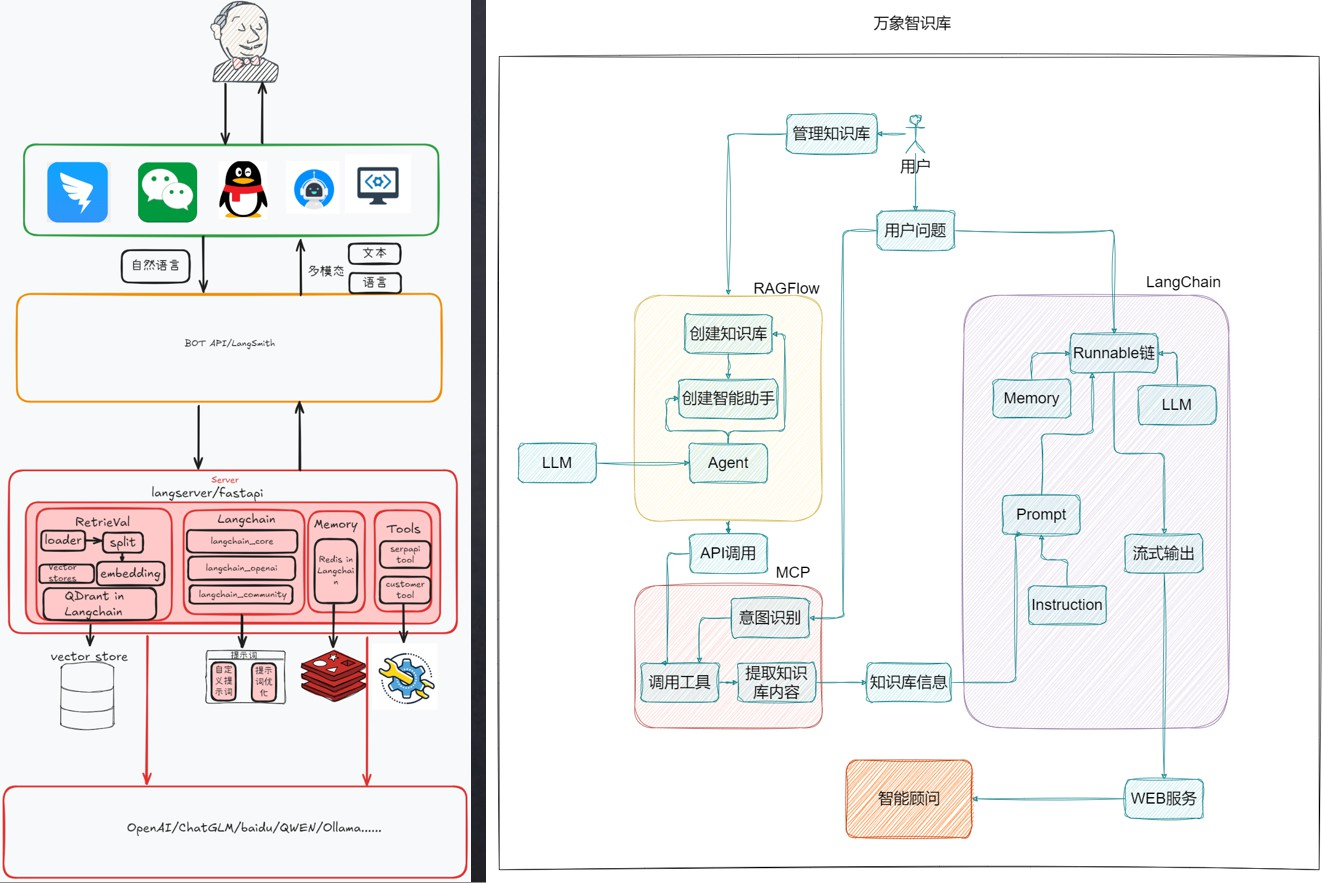 自然语言
多模态
文本
语言
BOT API/LangSmith
Server
langserver/fastapi
RetrieVal
loader
split
vector
stores
embedding
QDrant in
Langchain
Langchain
langchain_core
langchain_openai
langchain_community
Memory
Redis in
Langchai
n
Tools
serpapi
tool
customer
tool
vector store
提示词
自定
义提
示词
提示
词优
化
OpenAI/ChatGLM/baidu/QWEN/Ollama......
万象智识库
管理知识库
用户
用户问题
RAGFlow
创建知识库
创建智能助手
Agent
LLM
API调用
MCP
意图识别
调用工具
提取知识
库内容
知识库信息
LangChain
Runnable链
Memory
LLM
Prompt
Instruction
流式输出
WEB服务
智能顾问